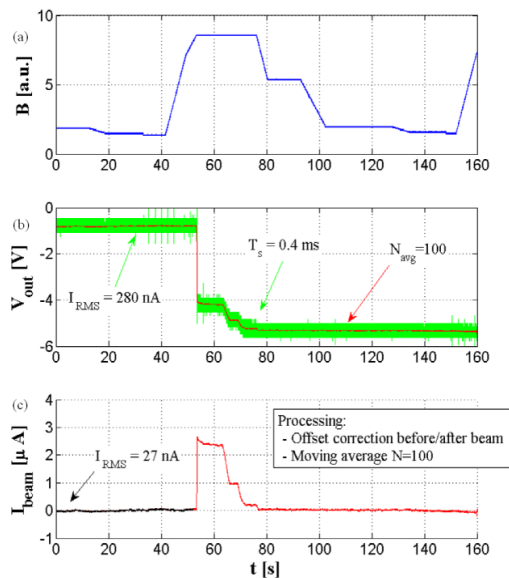 (a)
B [a.u.]
10
5
0
0 20 40 60 80 100 120 140 160
(b)
V_out [V]
0
-2
-4
-6
I_RMS = 280 nA
T_s = 0.4 ms
N_avg=100
0 20 40 60 80 100 120 140 160
(c)
I_beam [μ A]
4
3
2
1
0
-1
I_RMS = 27 nA
Processing:
- Offset correction before/after beam
- Moving average N=100
0 20 40 60 80 100 120 140 160
t [s]